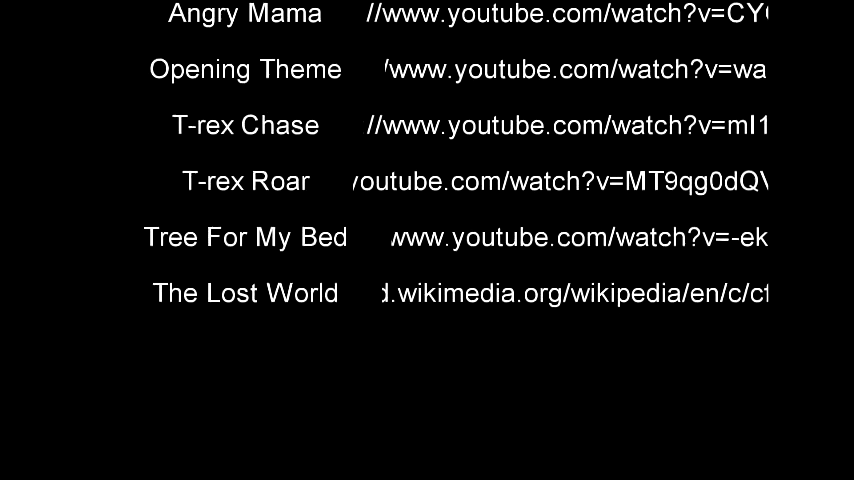 Angry Mama //www.youtube.com/watch?v=CY
Opening Theme /www.youtube.com/watch?v=wa
T-rex Chase //www.youtube.com/watch?v=mI1
T-rex Roar youtube.com/watch?v=MT9qg0dQV
Tree For My Bed www.youtube.com/watch?v=-ek
The Lost World d.wikimedia.org/wikipedia/en/c/cf